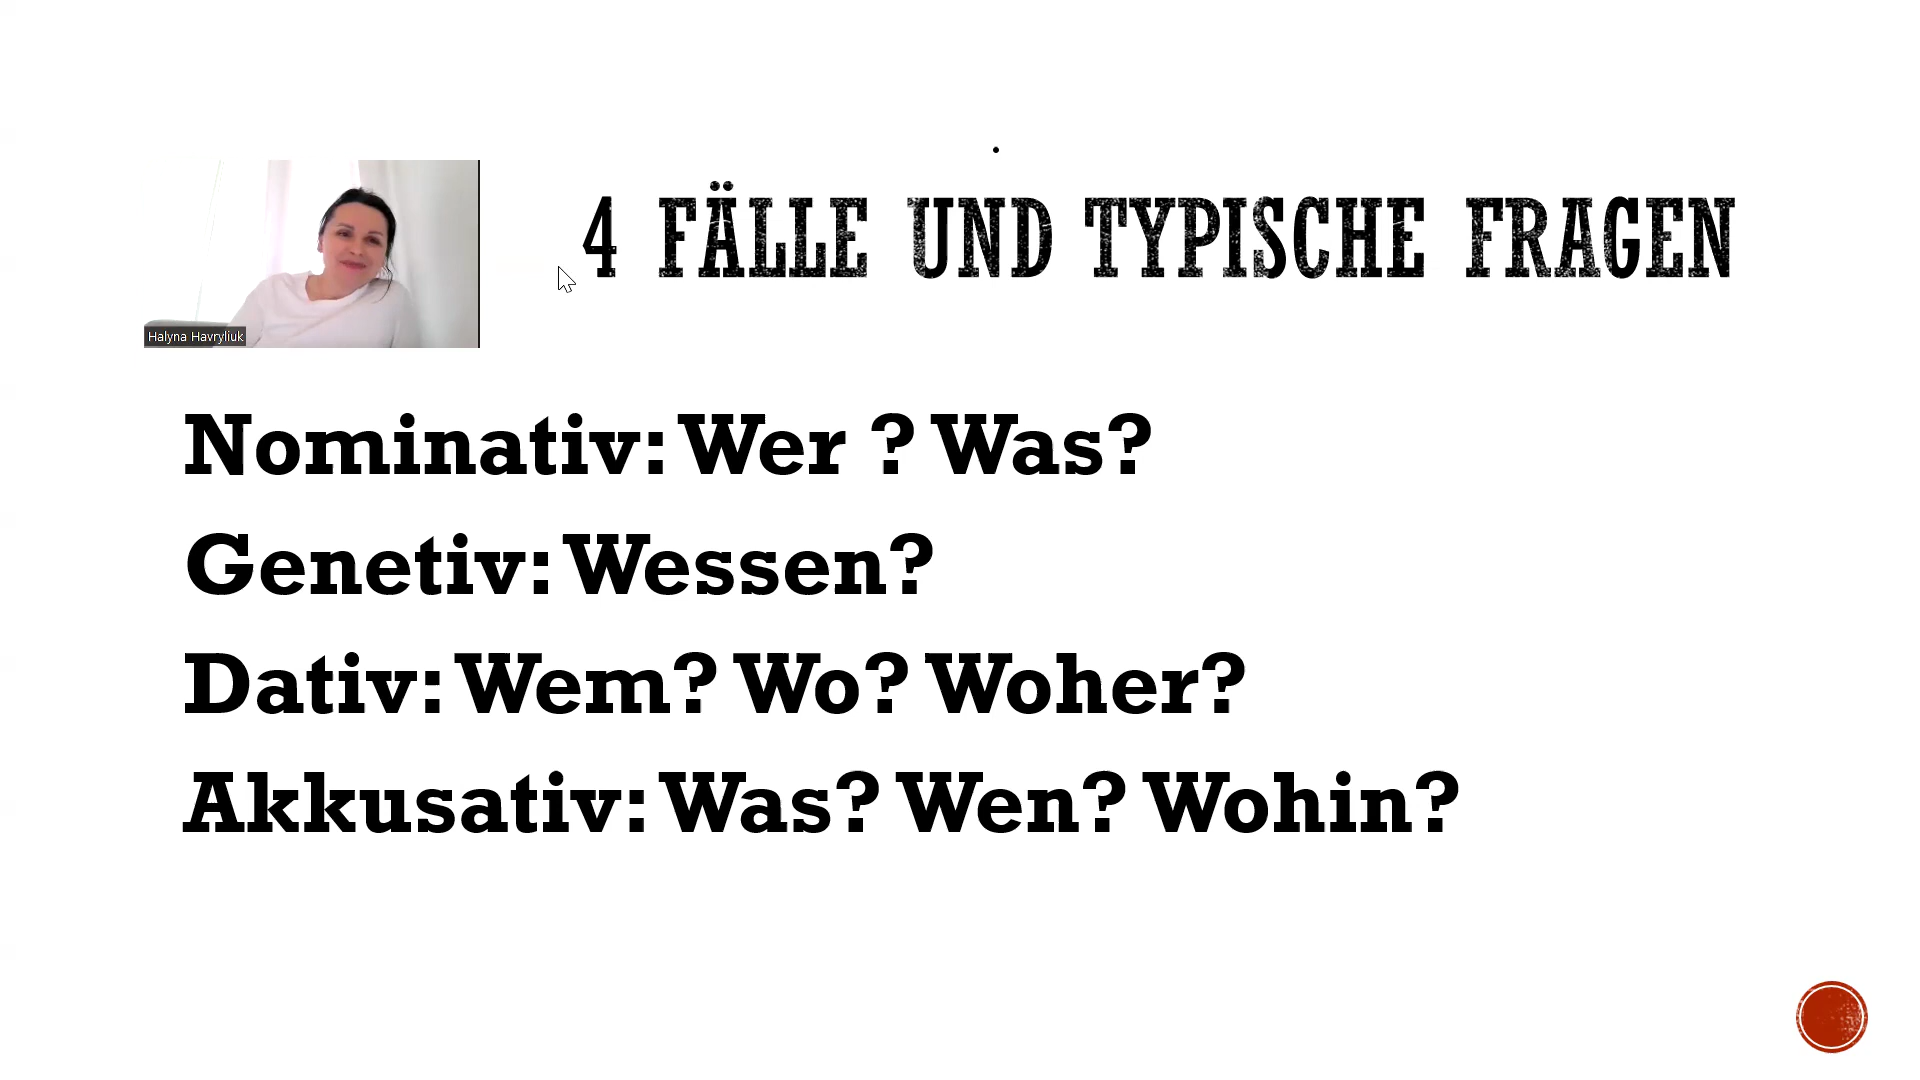 4 FÄLLE UND TYPISCHE FRAGEN
Halyna Havryliuk
Nominativ: Wer ? Was?
Genetiv: Wessen?
Dativ: Wem? Wo? Woher?
Akkusativ: Was? Wen? Wohin?